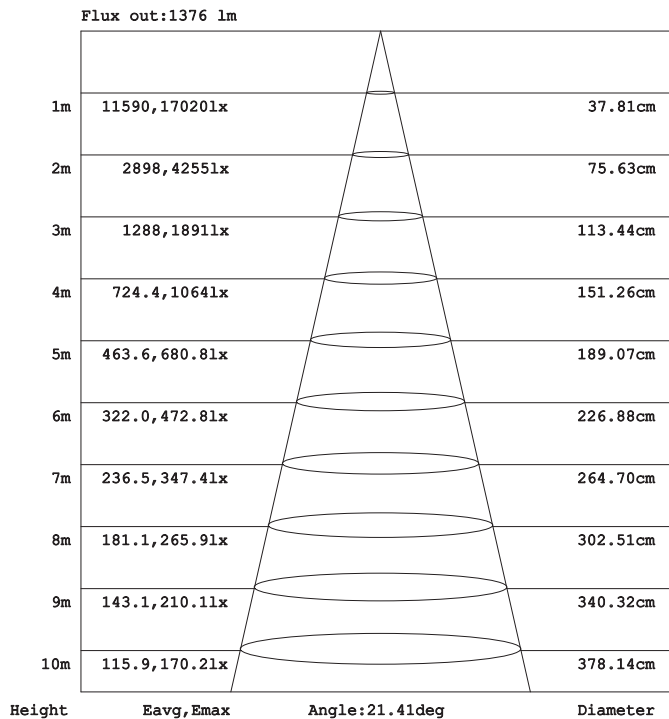 Flux out:1376 lm
1m 11590,17020lx 37.81cm
2m 2898,4255lx 75.63cm
3m 1288,1891lx 113.44cm
4m 724.4,1064lx 151.26cm
5m 463.6,680.8lx 189.07cm
6m 322.0,472.8lx 226.88cm
7m 236.5,347.4lx 264.70cm
8m 181.1,265.9lx 302.51cm
9m 143.1,210.1lx 340.32cm
10m 115.9,170.2lx 378.14cm
Height Eavg,Emax Angle:21.41deg Diameter